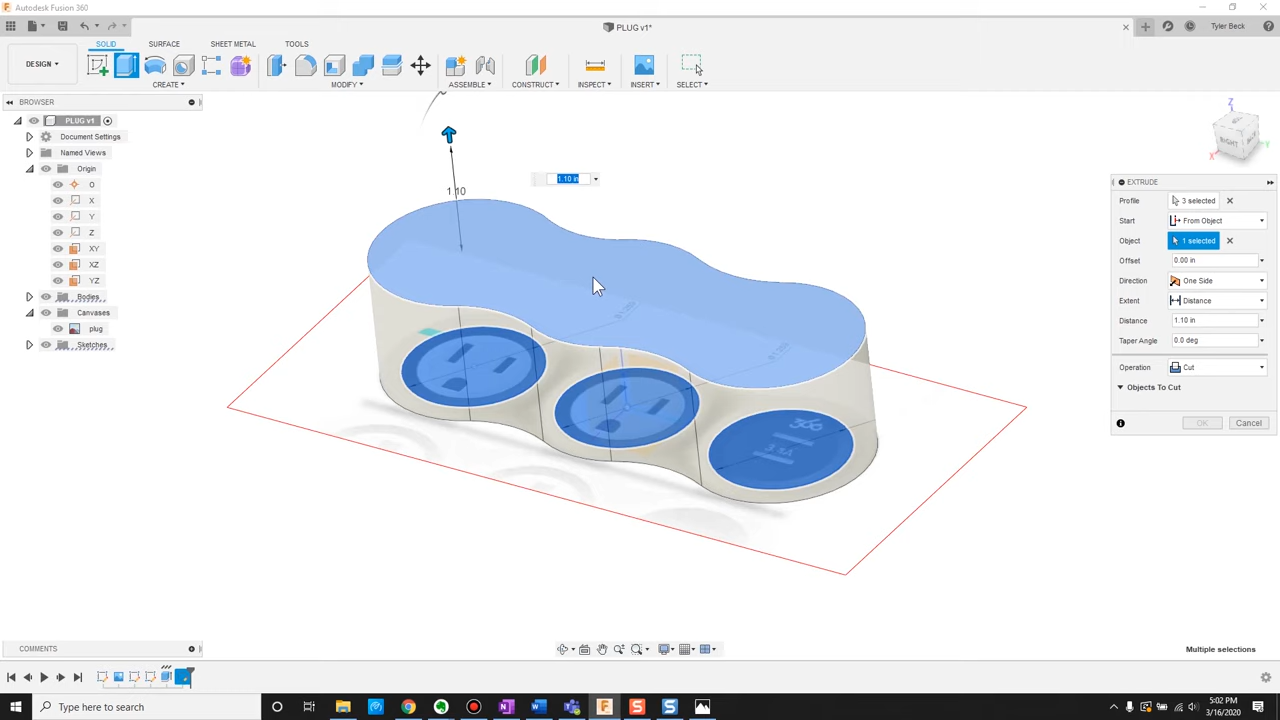 Autodesk Fusion 360
PLUG v1*
Tyler Beck
DESIGN
SOLID
SURFACE
SHEET METAL
TOOLS
CREATE
MODIFY
ASSEMBLE
CONSTRUCT
INSPECT
INSERT
SELECT
BROWSER
PLUG v1
Document Settings
Named Views
Origin
O
X
Y
Z
XY
XZ
YZ
Bodies
Canvases
plug
Sketches
1.10
1.10 in
Z
X
Y
RIGHT
EXTRUDE
Profile 3 selected
Start From Object
Object 1 selected
Offset 0.00 in
Direction One Side
Extent Distance
Distance 1.10 in
Taper Angle 0.0 deg
Operation Cut
Objects To Cut
OK Cancel
360
3.1A
COMMENTS
Multiple selections
Type here to search
5:02 PM
3/16/2020